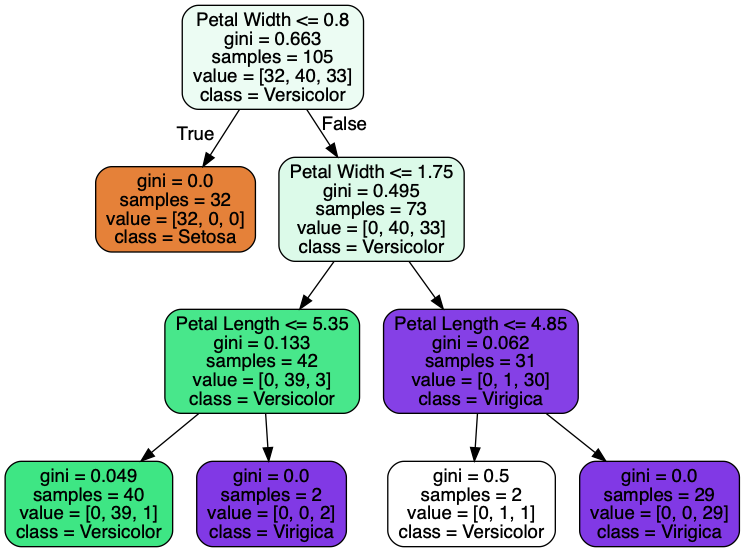 Petal Width <= 0.8
gini = 0.663
samples = 105
value = [32, 40, 33]
class = Versicolor
True
False
gini = 0.0
samples = 32
value = [32, 0, 0]
class = Setosa
Petal Width <= 1.75
gini = 0.495
samples = 73
value = [0, 40, 33]
class = Versicolor
Petal Length <= 5.35
gini = 0.133
samples = 42
value = [0, 39, 3]
class = Versicolor
Petal Length <= 4.85
gini = 0.062
samples = 31
value = [0, 1, 30]
class = Virigica
gini = 0.049
samples = 40
value = [0, 39, 1]
class = Versicolor
gini = 0.0
samples = 2
value = [0, 0, 2]
class = Virigica
gini = 0.5
samples = 2
value = [0, 1, 1]
class = Versicolor
gini = 0.0
samples = 29
value = [0, 0, 29]
class = Virigica